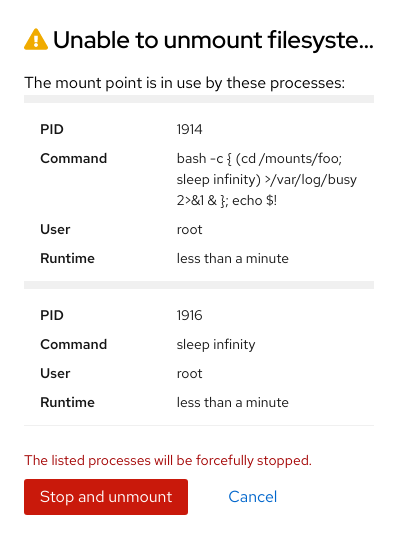 Unable to unmount filesyste...
The mount point is in use by these processes:
PID 1914
Command bash -c { (cd /mounts/foo;
sleep infinity) >/var/log/busy
2>&1 & }; echo $!
User root
Runtime less than a minute
PID 1916
Command sleep infinity
User root
Runtime less than a minute
The listed processes will be forcefully stopped.
Stop and unmount Cancel